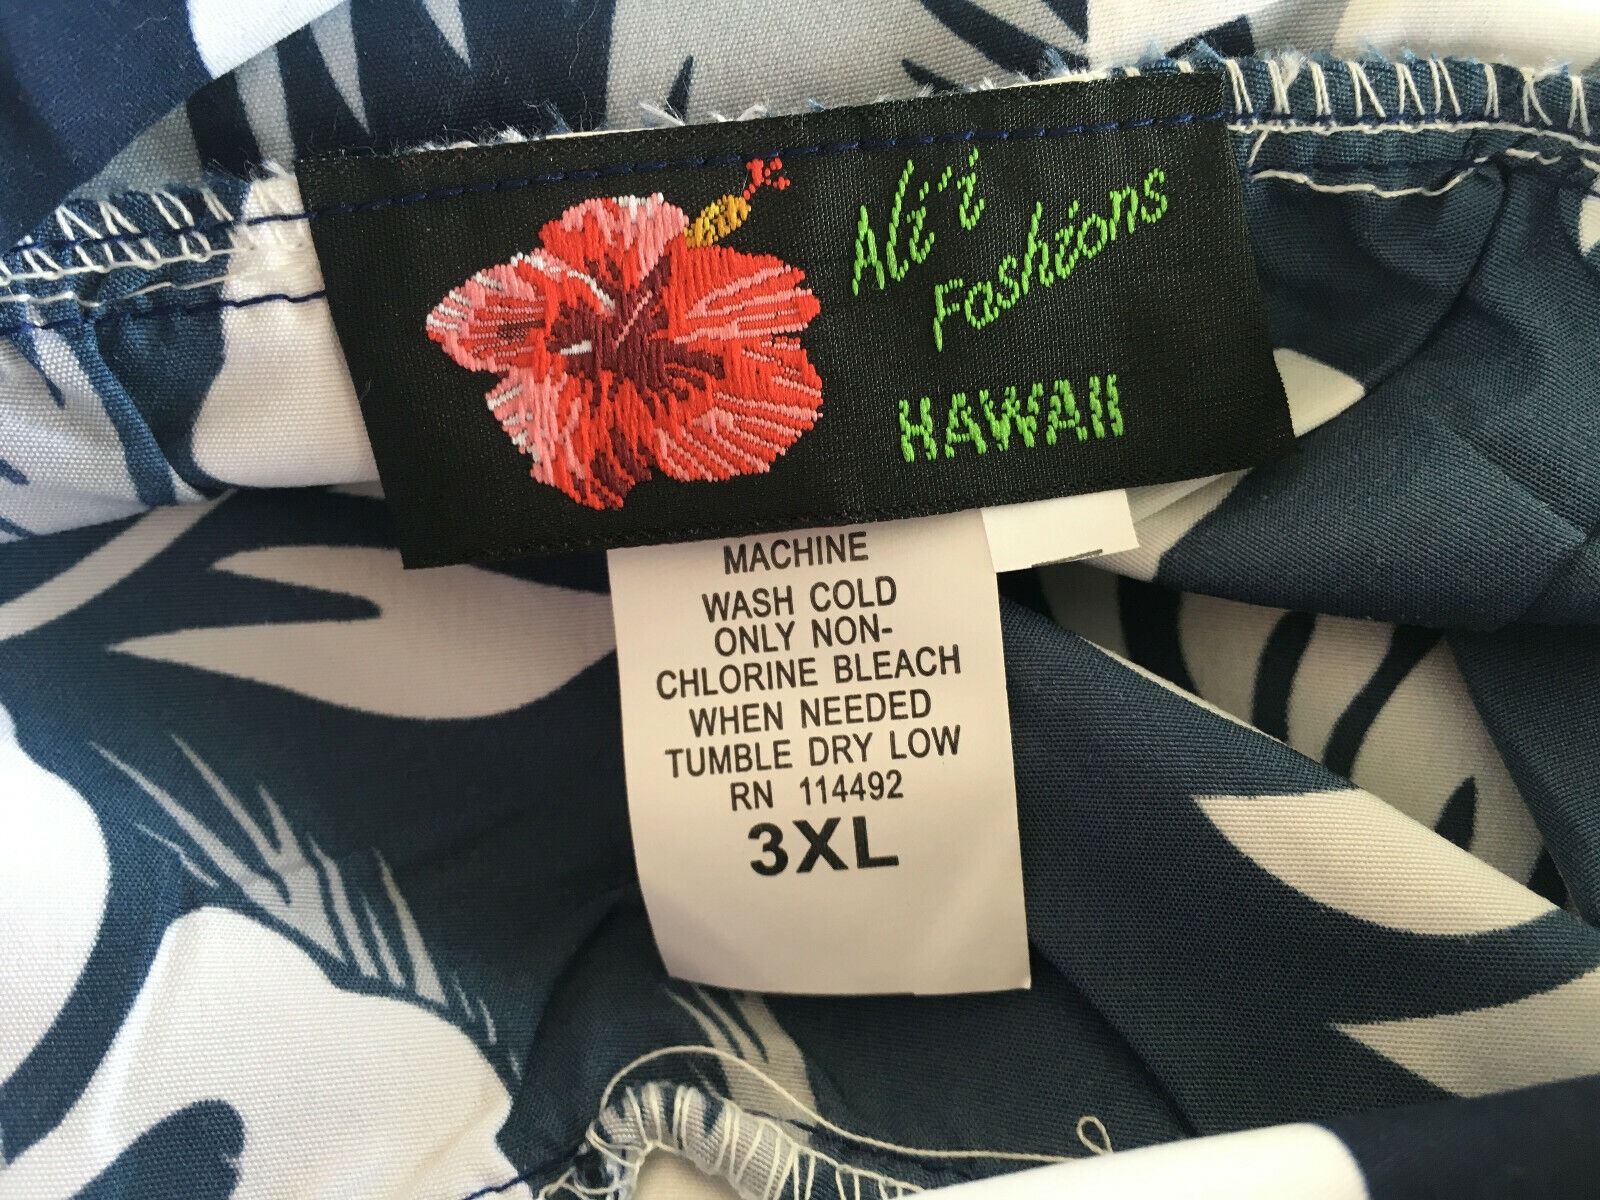 Ali'i
Fashions
HAWAII
MACHINE
WASH COLD
ONLY NON-
CHLORINE BLEACH
WHEN NEEDED
TUMBLE DRY LOW
RN 114492
3XL